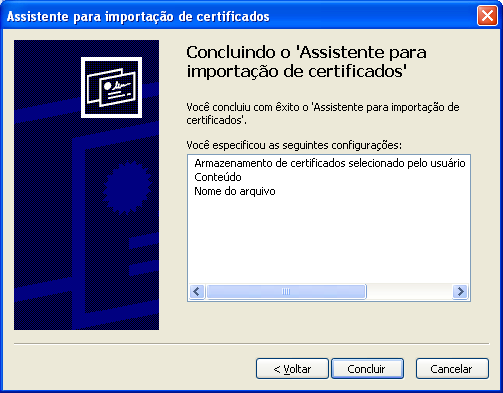 Assistente para importação de certificados
Concluindo o 'Assistente para
importação de certificados'
Você concluiu com êxito o 'Assistente para importação de
certificados'.
Você especificou as seguintes configurações:
Armazenamento de certificados selecionado pelo usuário
Conteúdo
Nome do arquivo
< Voltar
Concluir
Cancelar